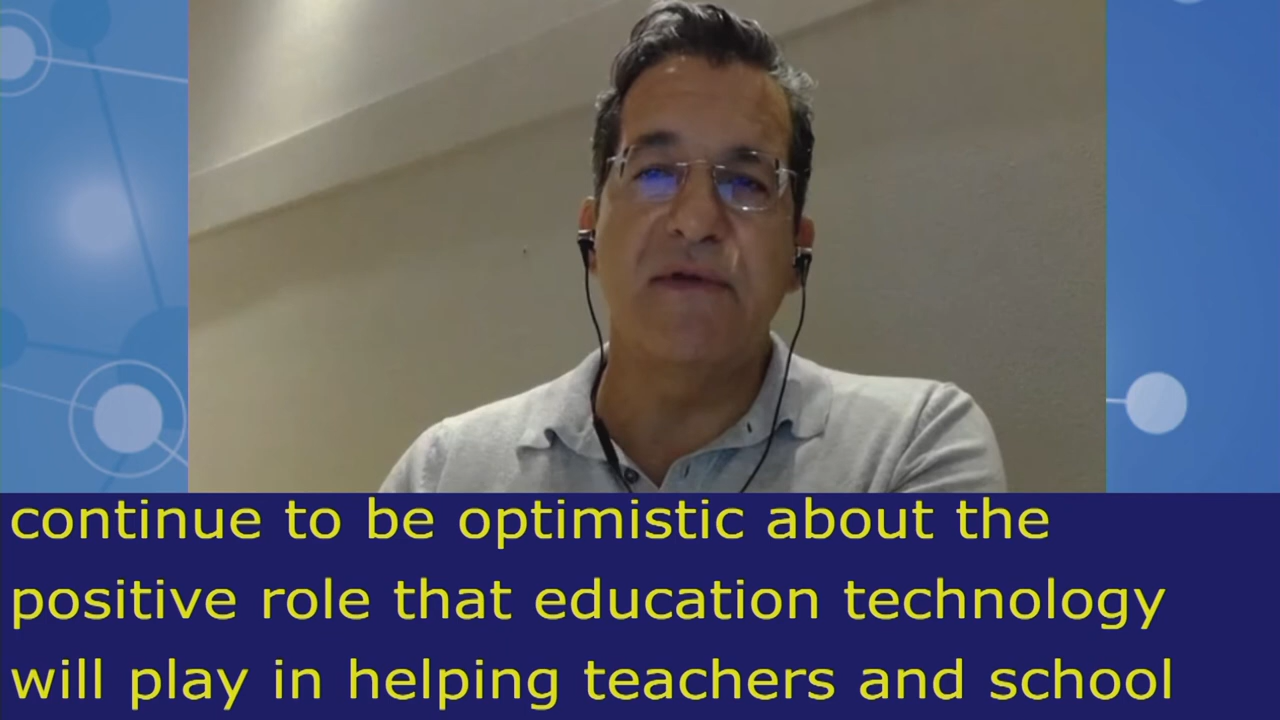 continue to be optimistic about the
positive role that education technology
will play in helping teachers and school